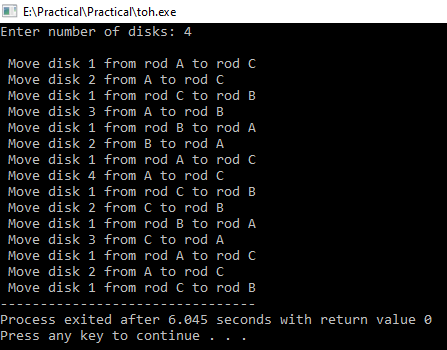 E:\Practical\Practical\toh.exe
Enter number of disks: 4
Move disk 1 from rod A to rod C
Move disk 2 from A to rod C
Move disk 1 from rod C to rod B
Move disk 3 from A to rod B
Move disk 1 from rod B to rod A
Move disk 2 from B to rod A
Move disk 1 from rod A to rod C
Move disk 4 from A to rod C
Move disk 1 from rod C to rod B
Move disk 2 from C to rod B
Move disk 1 from rod B to rod A
Move disk 3 from C to rod A
Move disk 1 from rod A to rod C
Move disk 2 from A to rod C
Move disk 1 from rod C to rod B
--------------------------------
Process exited after 6.045 seconds with return value 0
Press any key to continue . . .